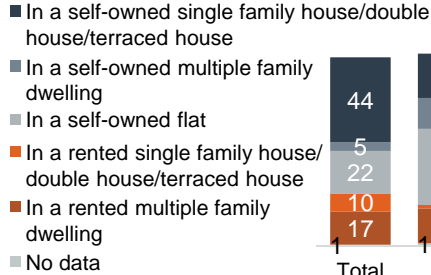 In a self-owned single family house/double
house/terraced house
In a self-owned multiple family
dwelling
In a self-owned flat
In a rented single family house/
double house/terraced house
In a rented multiple family
dwelling
No data
44
5
22
10
17
1
1
Total